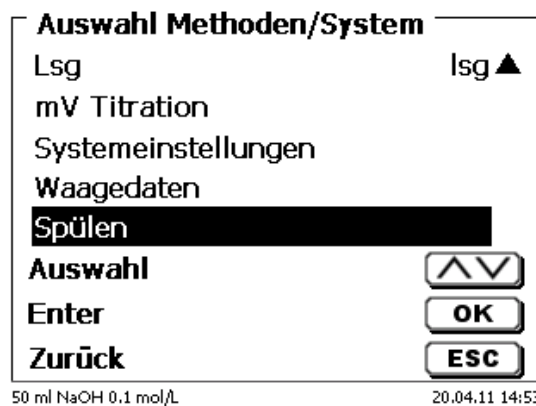 Auswahl Methoden/System
Lsg lsg▲
mV Titration
Systemeinstellungen
Waagedaten
Spülen
Auswahl
Enter OK
Zurück ESC
50 ml NaOH 0.1 mol/L 20.04.11 14:53